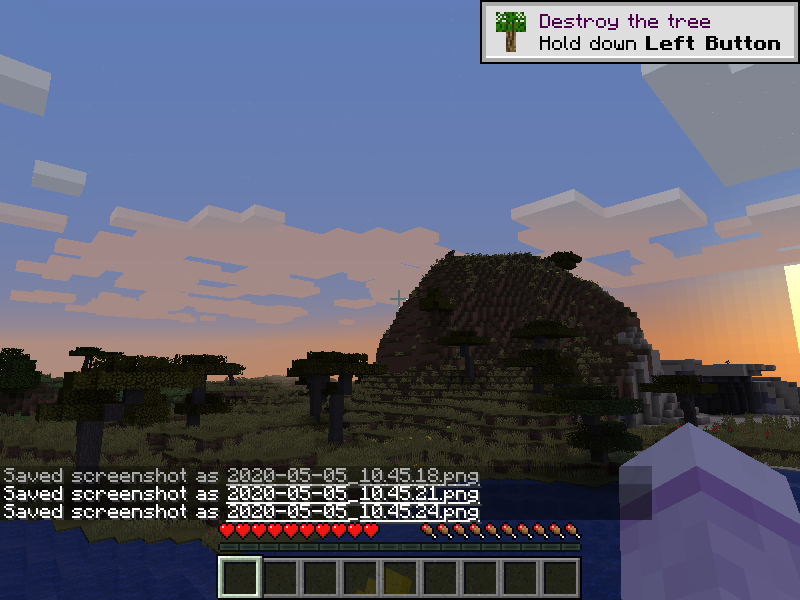 Destroy the tree
Hold down Left Button
Saved screenshot as 2020-05-05_10.45.18.png
Saved screenshot as 2020-05-05_10.45.21.png
Saved screenshot as 2020-05-05_10.45.24.png